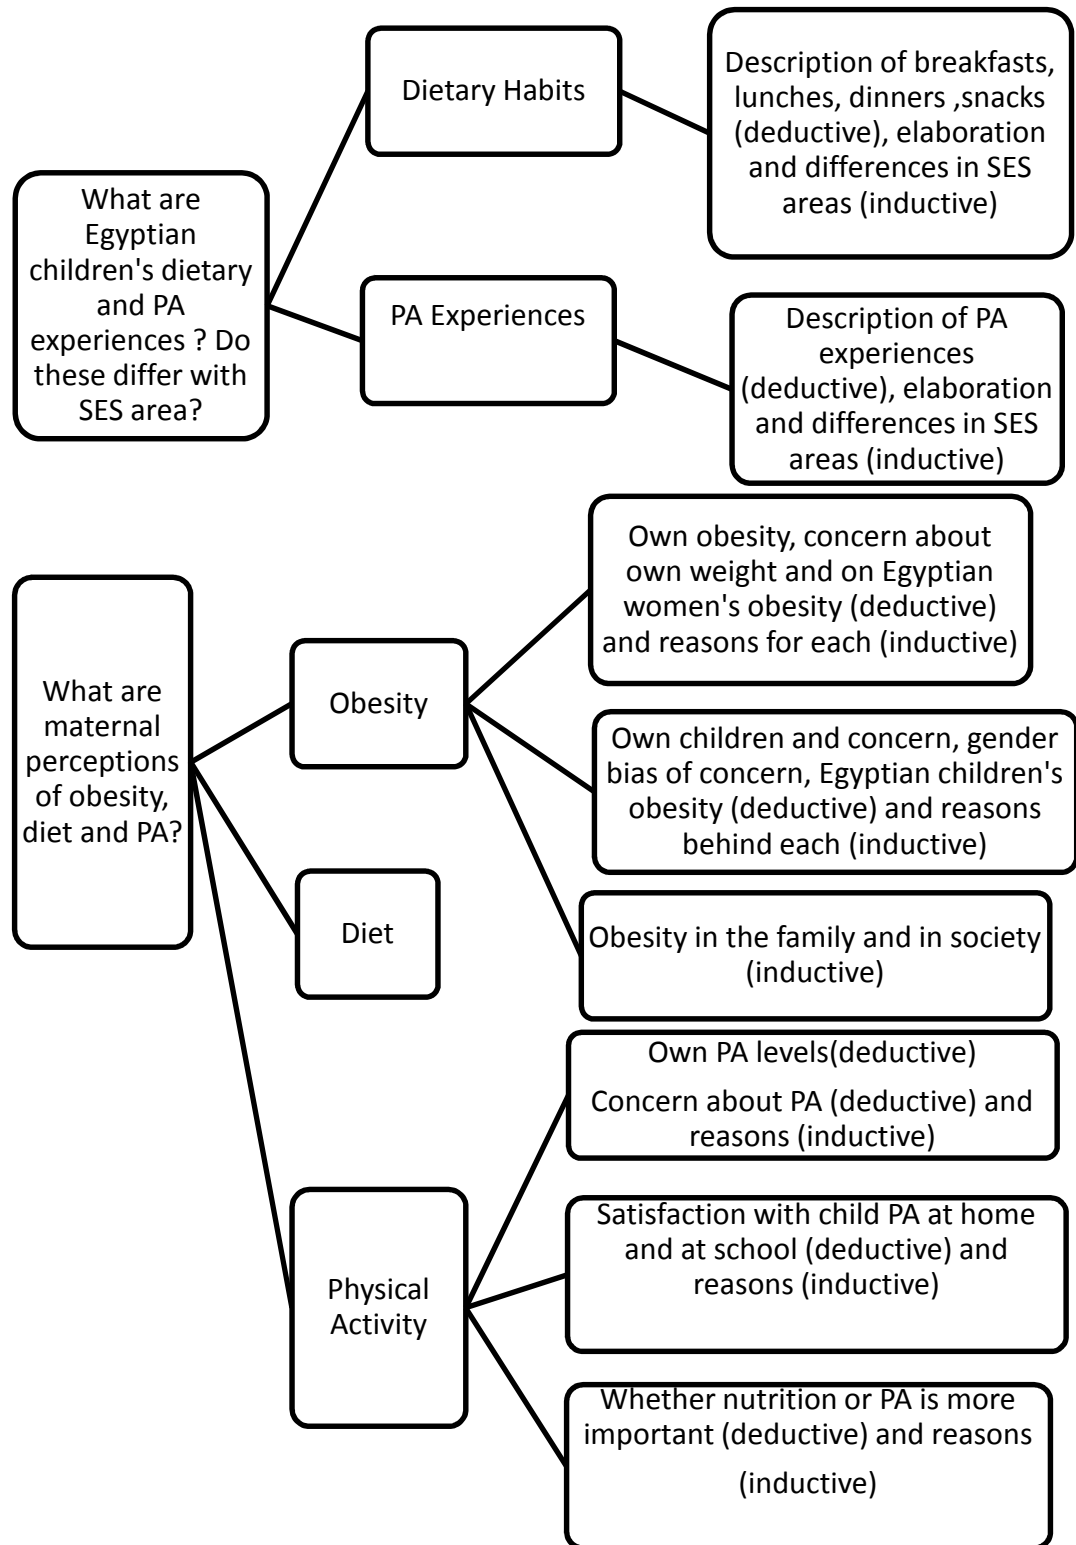 What are
Egyptian
children's dietary
and PA
experiences ? Do
these differ with
SES area?
Dietary Habits
Description of breakfasts,
lunches, dinners ,snacks
(deductive), elaboration
and differences in SES
areas (inductive)
PA Experiences
Description of PA
experiences
(deductive), elaboration
and differences in SES
areas (inductive)
What are
maternal
perceptions
of obesity,
diet and PA?
Obesity
Own obesity, concern about
own weight and on Egyptian
women's obesity (deductive)
and reasons for each (inductive)
Own children and concern, gender
bias of concern, Egyptian children's
obesity (deductive) and reasons
behind each (inductive)
Obesity in the family and in society
(inductive)
Diet
Physical
Activity
Own PA levels(deductive)
Concern about PA (deductive) and
reasons (inductive)
Satisfaction with child PA at home
and at school (deductive) and
reasons (inductive)
Whether nutrition or PA is more
important (deductive) and reasons
(inductive)